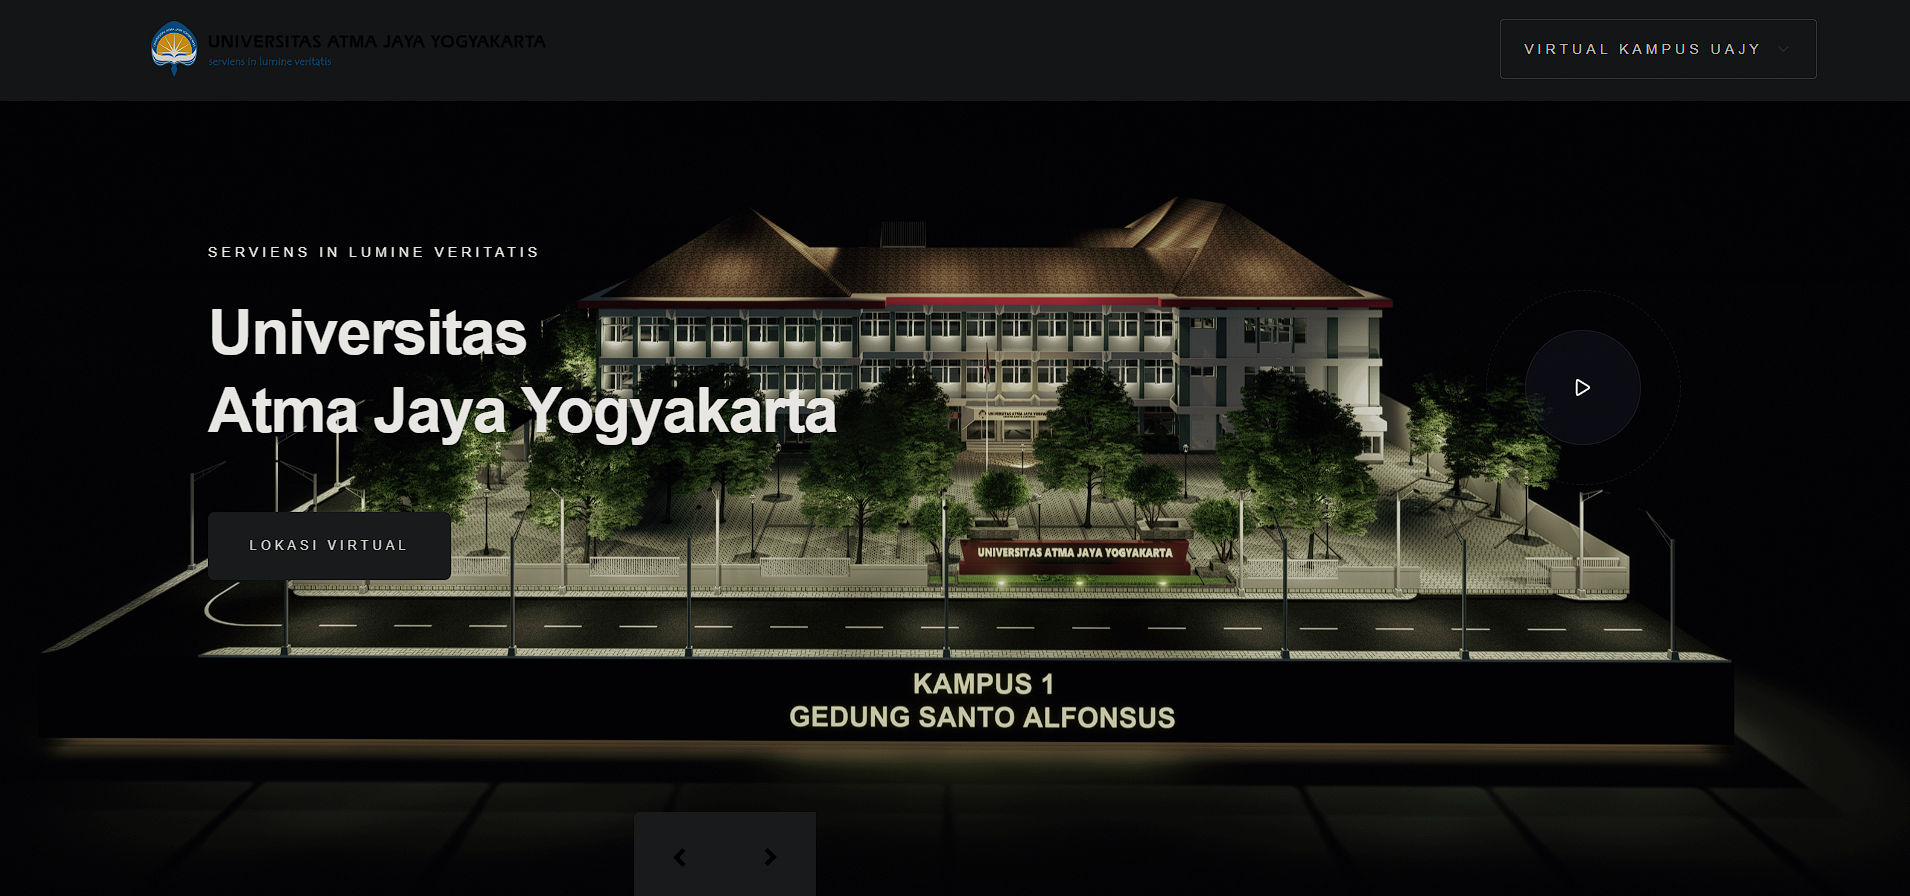 UNIVERSITAS ATMA JAYA YOGYAKARTA
serviens in lumine veritatis
VIRTUAL KAMPUS UAJY
SERVIENS IN LUMINE VERITATIS
Universitas
Atma Jaya Yogyakarta
LOKASI VIRTUAL
UNIVERSITAS ATMA JAYA YOGYAKARTA
KAMPUS 1
GEDUNG SANTO ALFONSUS